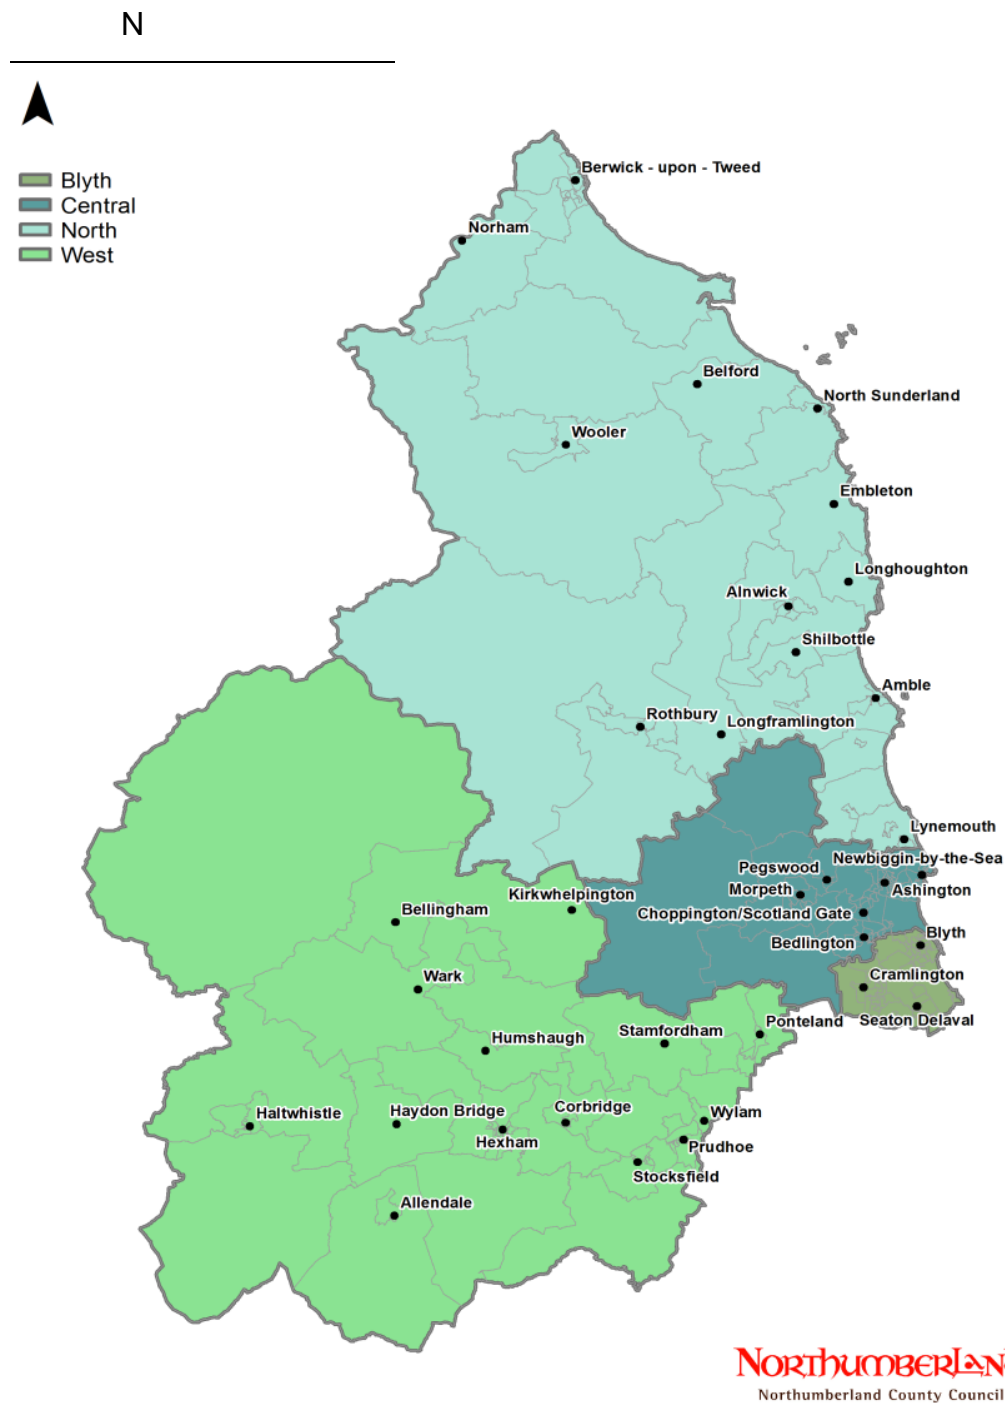 N
Blyth
Central
North
West
Berwick - upon - Tweed
Norham
Belford
North Sunderland
Wooler
Embleton
Longhoughton
Alnwick
Shilbottle
Amble
Rothbury
Longframlington
Lynemouth
Newbiggin-by-the-Sea
Pegswood
Ashington
Morpeth
Kirkwhelpington
Choppington/Scotland Gate
Bellingham
Blyth
Bedlington
Cramlington
Wark
Seaton Delaval
Ponteland
Stamfordham
Humshaugh
Corbridge
Haydon Bridge
Haltwhistle
Wylam
Hexham
Prudhoe
Stocksfield
Allendale
NORTHUMBERLAN
Northumberland County Council